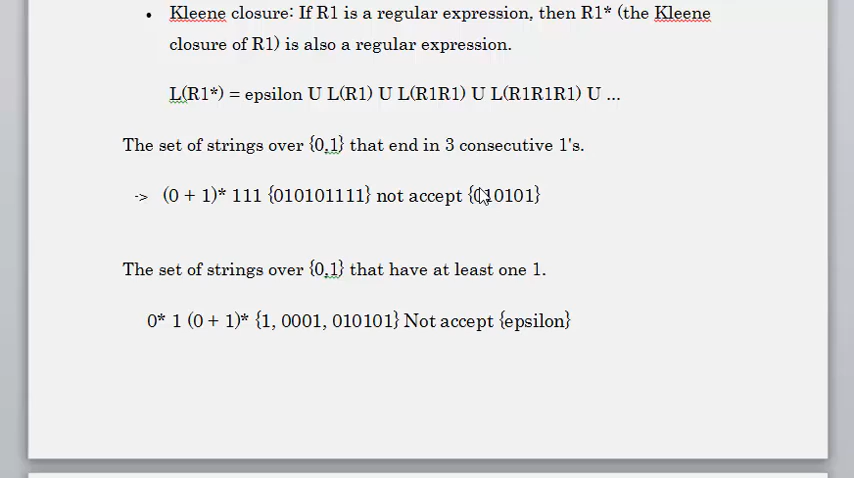 • Kleene closure: If R1 is a regular expression, then R1* (the Kleene
closure of R1) is also a regular expression.
L(R1*) = epsilon U L(R1) U L(R1R1) U L(R1R1R1) U ...
The set of strings over {0,1} that end in 3 consecutive 1's.
-> (0 + 1)* 111 {010101111} not accept {010101}
The set of strings over {0,1} that have at least one 1.
0* 1 (0 + 1)* {1, 0001, 010101} Not accept {epsilon}